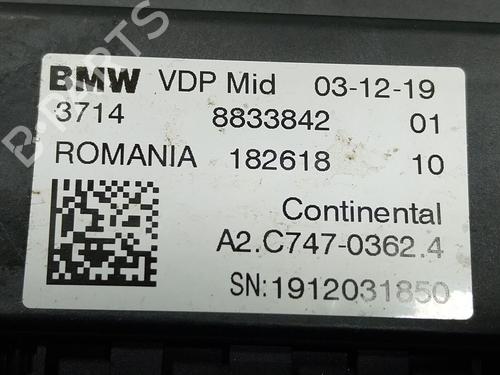 BMW VDP Mid 03-12-19
3714 8833842 01
ROMANIA 182618 10
Continental
A2.C747-0362.4
SN:1912031850
B-PARTS